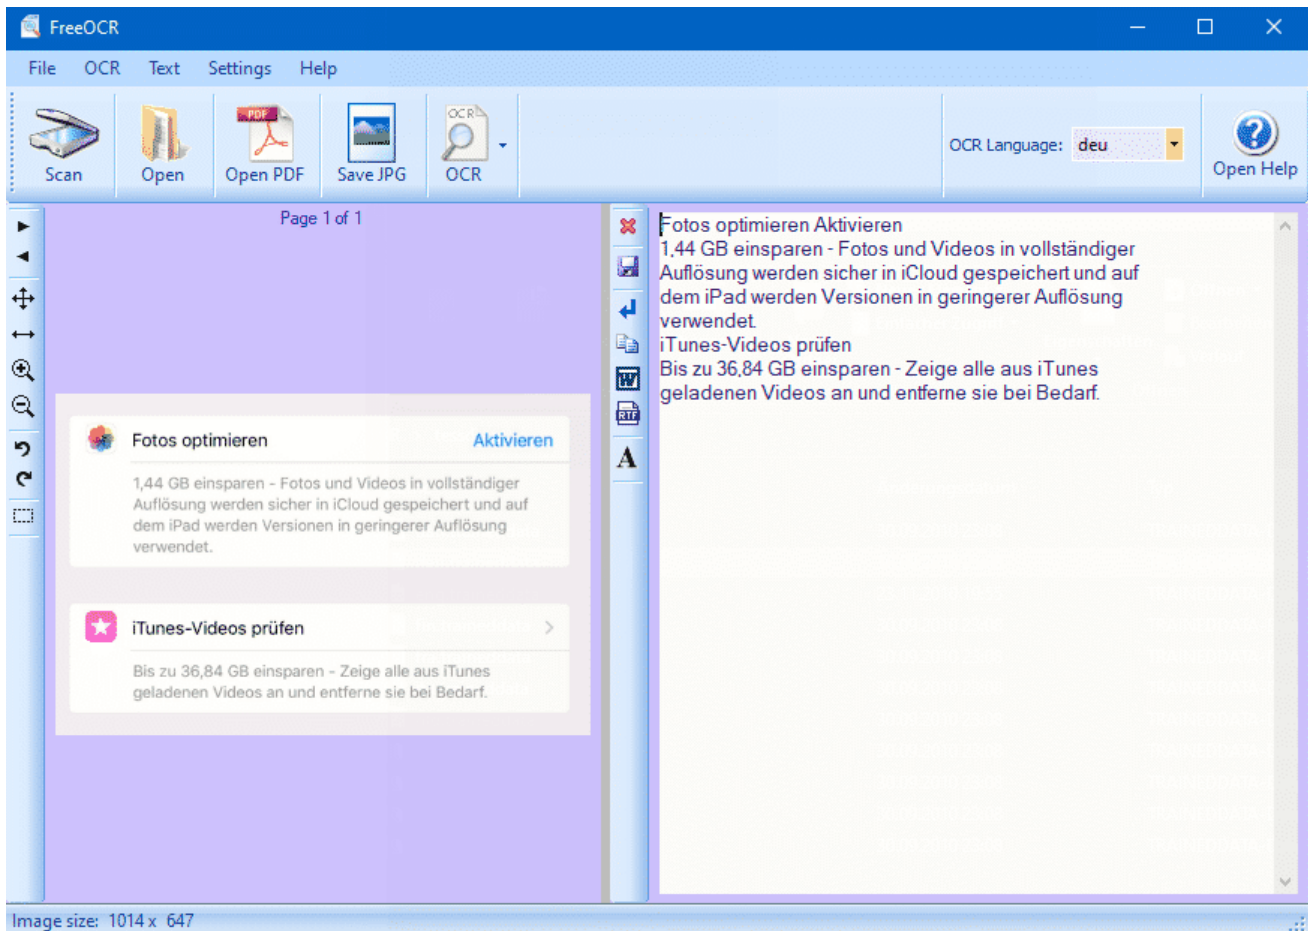 FreeOCR
File OCR Text Settings Help
PDF OCR
Scan Open Open PDF Save JPG OCR OCR Language: deu Open Help
Page 1 of 1
Fotos optimieren Aktivieren
1,44 GB einsparen - Fotos und Videos in vollständiger
Auflösung werden sicher in iCloud gespeichert und auf
dem iPad werden Versionen in geringerer Auflösung
verwendet.
iTunes-Videos prüfen
Bis zu 36,84 GB einsparen - Zeige alle aus iTunes
geladenen Videos an und entferne sie bei Bedarf.
W
RTF
A
Fotos optimieren Aktivieren
1,44 GB einsparen - Fotos und Videos in vollständiger
Auflösung werden sicher in iCloud gespeichert und auf
dem iPad werden Versionen in geringerer Auflösung
verwendet.
iTunes-Videos prüfen
Bis zu 36,84 GB einsparen - Zeige alle aus iTunes
geladenen Videos an und entferne sie bei Bedarf.
Image size: 1014 x 647